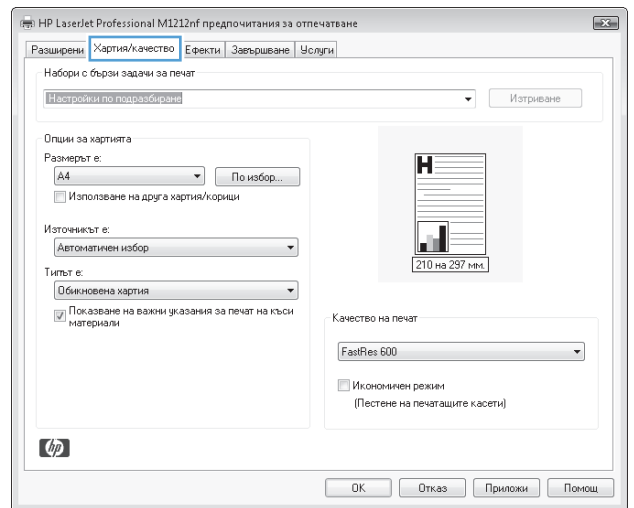 HP LaserJet Professional M1212nf предпочитания за отпечатване
Разширени Хартия/качество Ефекти Завършване Услуги
Набори с бързи задачи за печат
Настройки по подразбиране
Изтриване
Опции за хартията
Размерът е:
A4
По избор...
Използване на друга хартия/корици
Източникът е:
Автоматичен избор
Типът е:
Обикновена хартия
Показване на важни указания за печат на къси
материали
H
210 на 297 мм.
Качество на печат
FastRes 600
Икономичен режим
(Пестене на печатащите касети)
hp
OK Отказ Приложи Помощ